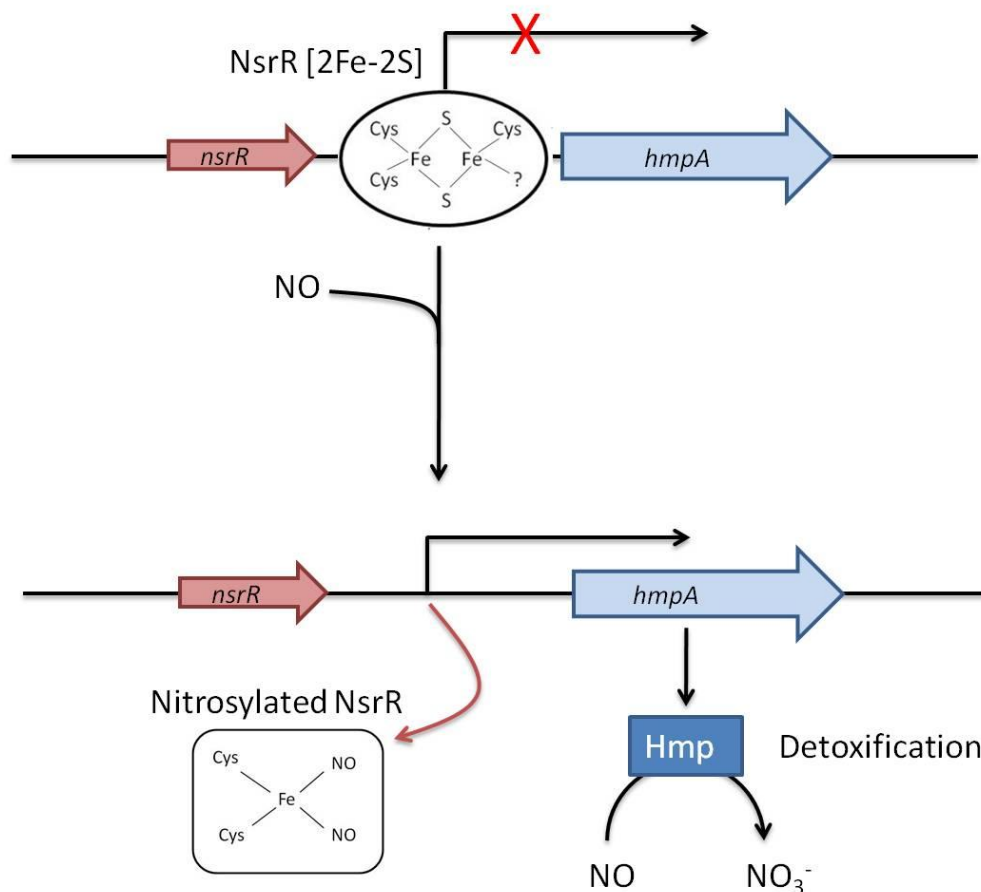 X
NsrR [2Fe-2S]
nsrR
Cys S Cys
Fe Fe
Cys S ?
hmpA
NO
nsrR
hmpA
Nitrosylated NsrR
Cys NO
Fe
Cys NO
Hmp Detoxification
NO NO₃⁻